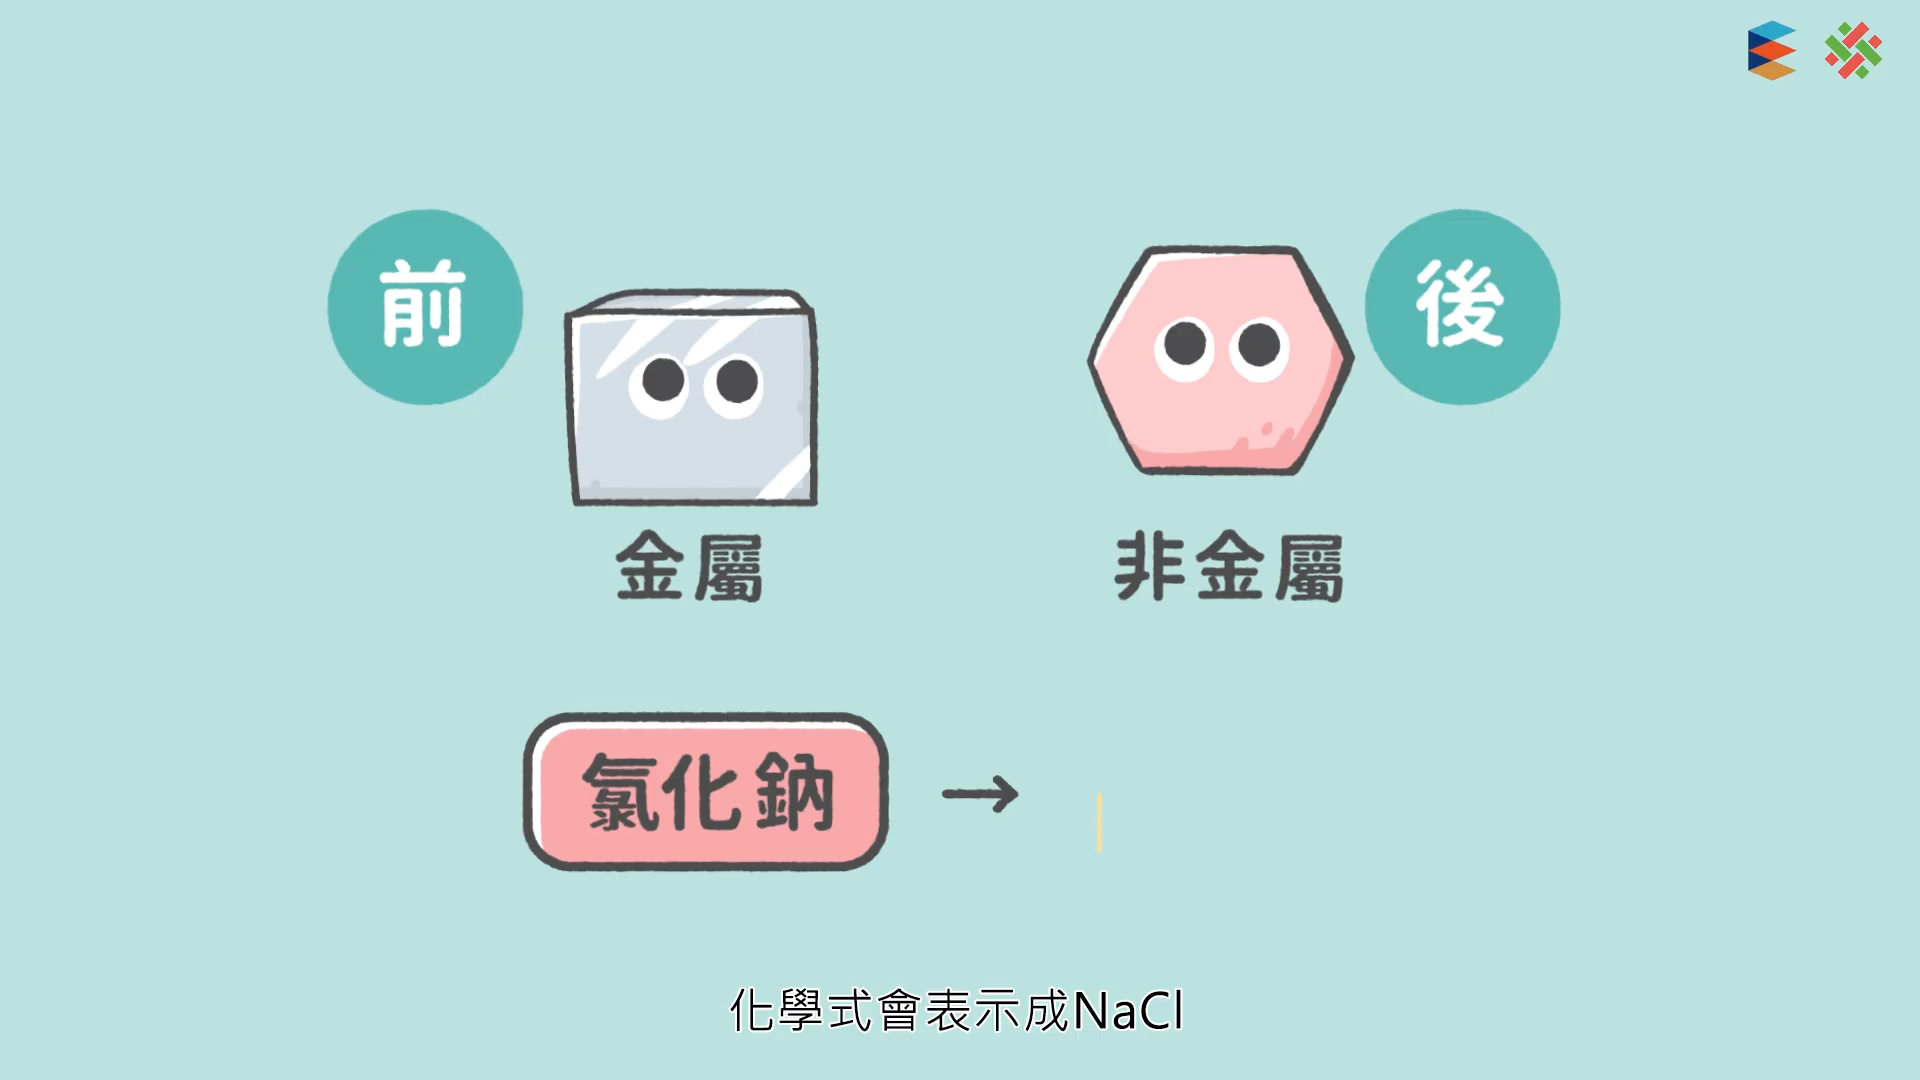 前
後
金屬
非金屬
氯化鈉 →
化學式會表示成NaCl